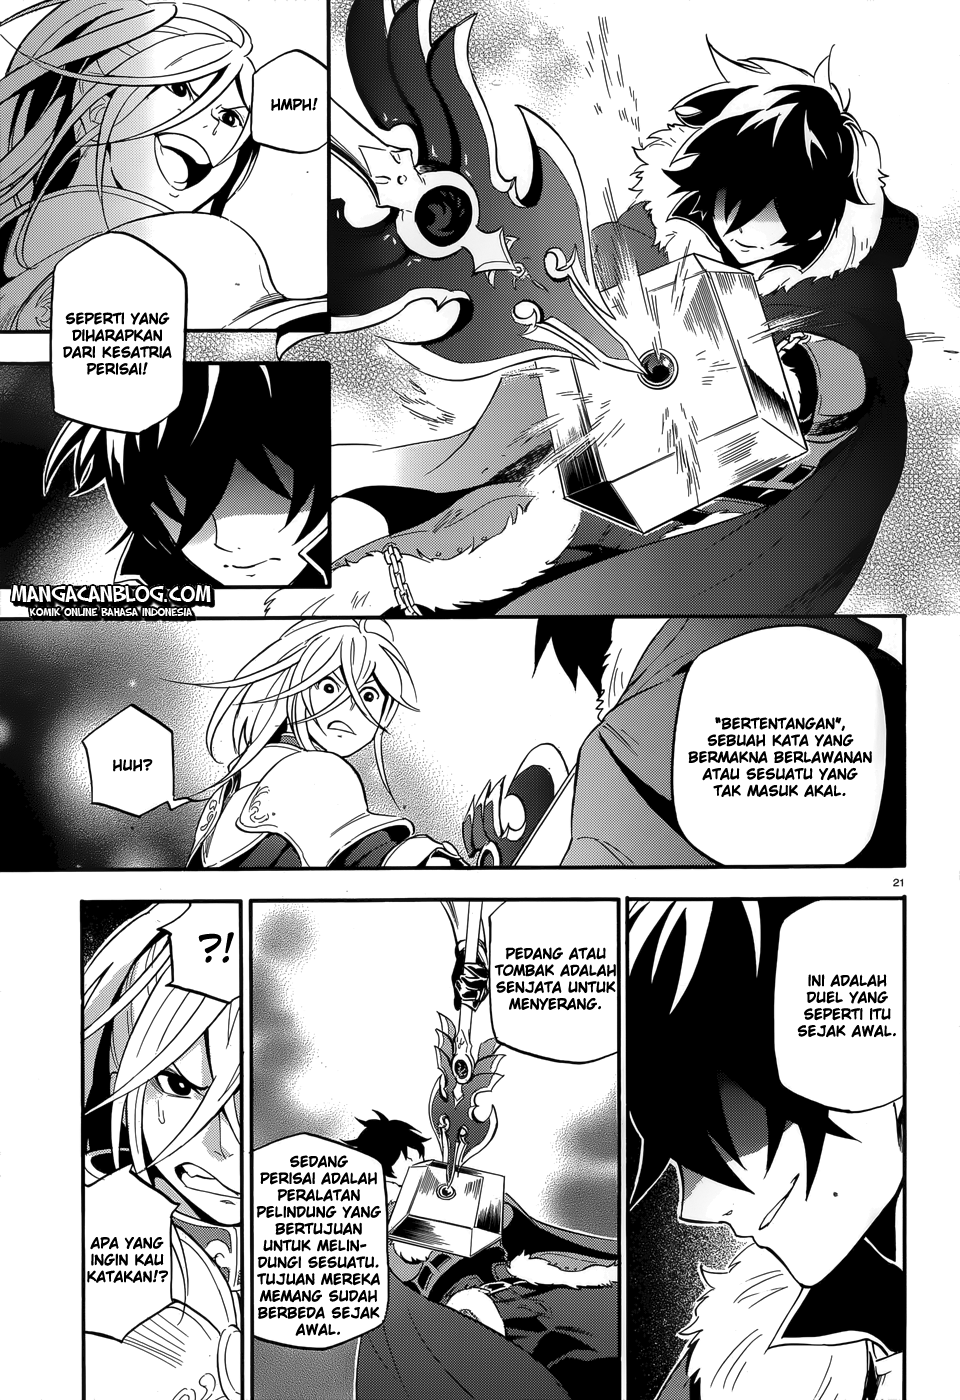 HMPH!
SEPERTI YANG
DIHARAPKAN
DARI KESATRIA
PERISAI!
MANGACANBLOG.COM
KOMIK ONLINE BAHASA INDONESIA
"BERTENTANGAN",
SEBUAH KATA YANG
BERMAKNA BERLAWANAN
ATAU SESUATU YANG
TAK MASUK AKAL.
HUH?
21
INI ADALAH
DUEL YANG
SEPERTI ITU
SEJAK AWAL.
PEDANG ATAU
TOMBAK ADALAH
SENJATA UNTUK
MENYERANG.
SEDANG
PERISAI ADALAH
PERALATAN
PELINDUNG YANG
BERTUJUAN
UNTUK MELIN-
DUNGI SESUATU.
TUJUAN MEREKA
MEMANG SUDAH
BERBEDA SEJAK
AWAL.
?!
APA YANG
INGIN KAU
KATAKAN!?